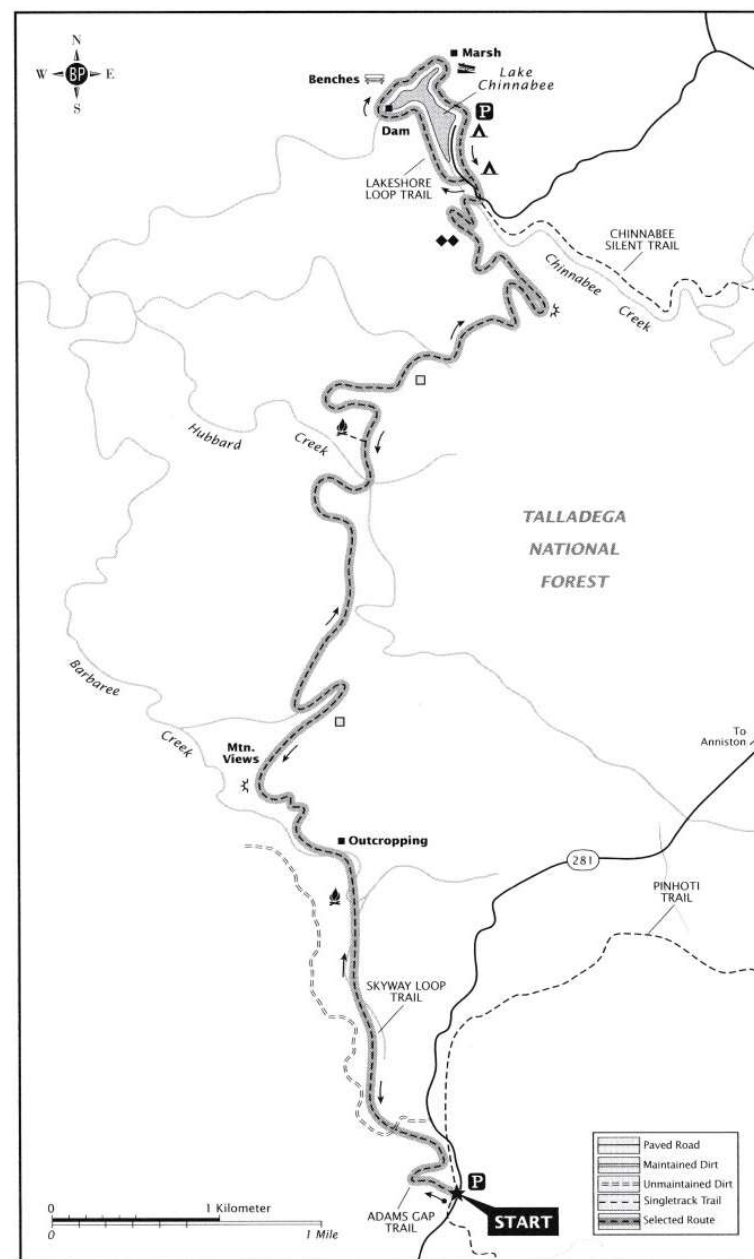 N
W BP E
S
Marsh
Benches
Lake
Chinnabee
P
Dam
LAKESHORE
LOOP TRAIL
CHINNABEE
SILENT TRAIL
Chinnabee
Creek
Hubbard
Creek
TALLADEGA
NATIONAL
FOREST
Barbaree
Creek
To
Anniston
Mtn.
Views
Outcropping
281
PINHOTI
TRAIL
SKYWAY LOOP
TRAIL
P
ADAMS GAP
TRAIL
START
0 1 Kilometer
0 1 Mile
Paved Road
Maintained Dirt
Unmaintained Dirt
Singletrack Trail
Selected Route